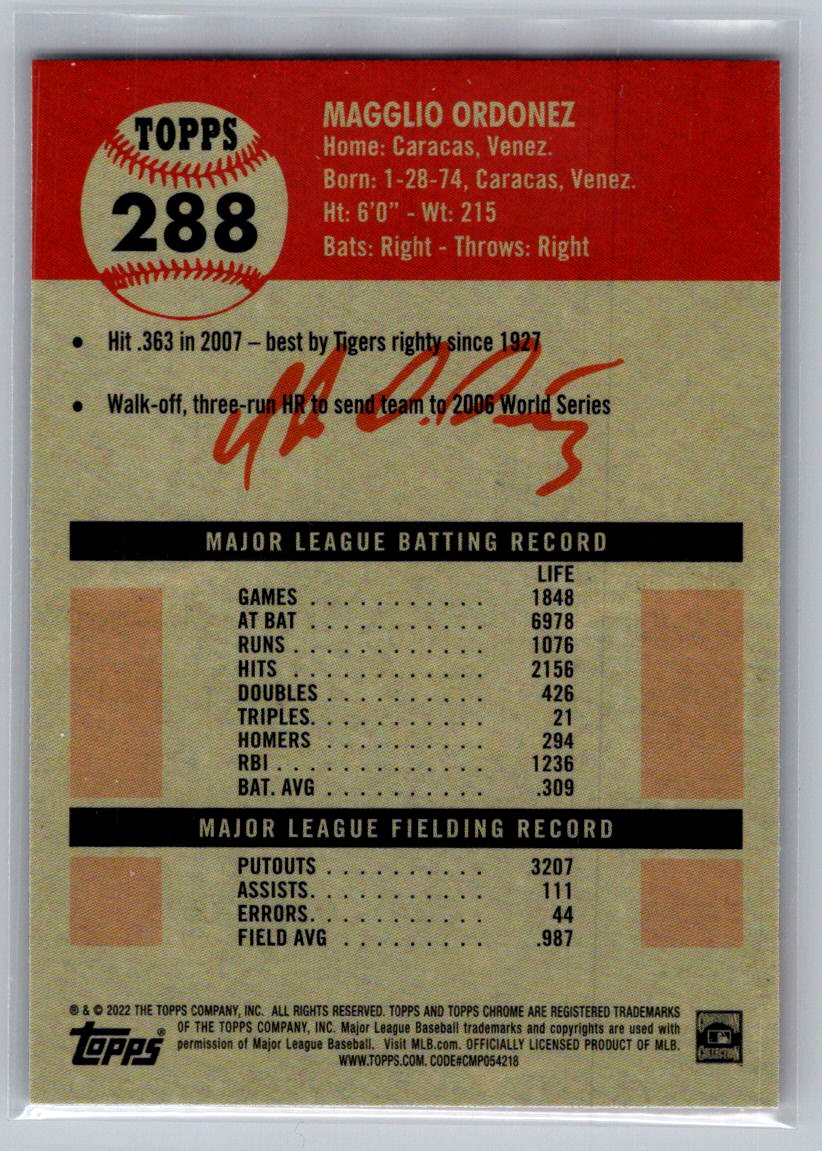 TOPPS
288
MAGGLIO ORDONEZ
Home: Caracas, Venez.
Born: 1-28-74, Caracas, Venez.
Ht: 6'0" - Wt: 215
Bats: Right - Throws: Right
• Hit .363 in 2007 – best by Tigers righty since 1927
• Walk-off, three-run HR to send team to 2006 World Series
MAJOR LEAGUE BATTING RECORD
LIFE
GAMES . . . . . . . . . . . . 1848
AT BAT . . . . . . . . . . . . 6978
RUNS . . . . . . . . . . . . . 1076
HITS . . . . . . . . . . . . . 2156
DOUBLES . . . . . . . . . . 426
TRIPLES. . . . . . . . . . . . 21
HOMERS . . . . . . . . . . . 294
RBI . . . . . . . . . . . . . . 1236
BAT. AVG . . . . . . . . . . . .309
MAJOR LEAGUE FIELDING RECORD
PUTOUTS . . . . . . . . . . 3207
ASSISTS. . . . . . . . . . . . 111
ERRORS. . . . . . . . . . . . 44
FIELD AVG . . . . . . . . . .987
® & © 2022 THE TOPPS COMPANY, INC. ALL RIGHTS RESERVED. TOPPS AND TOPPS CHROME ARE REGISTERED TRADEMARKS
OF THE TOPPS COMPANY, INC. Major League Baseball trademarks and copyrights are used with
permission of Major League Baseball. Visit MLB.com. OFFICIALLY LICENSED PRODUCT OF MLB.
WWW.TOPPS.COM. CODE#CMP054218
Topps®
COOPERSTOWN
COLLECTION